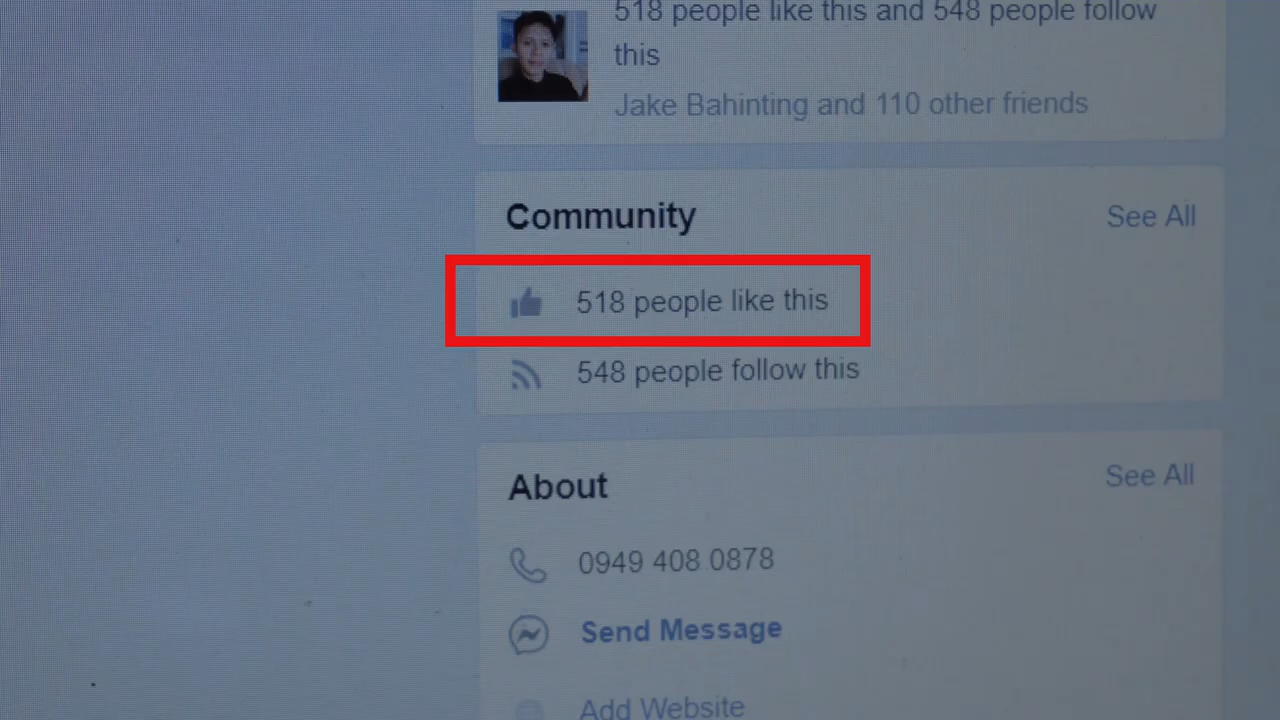 518 people like this and 548 people follow
this
Jake Bahinting and 110 other friends
Community
See All
518 people like this
548 people follow this
About
See All
0949 408 0878
Send Message
Add Website